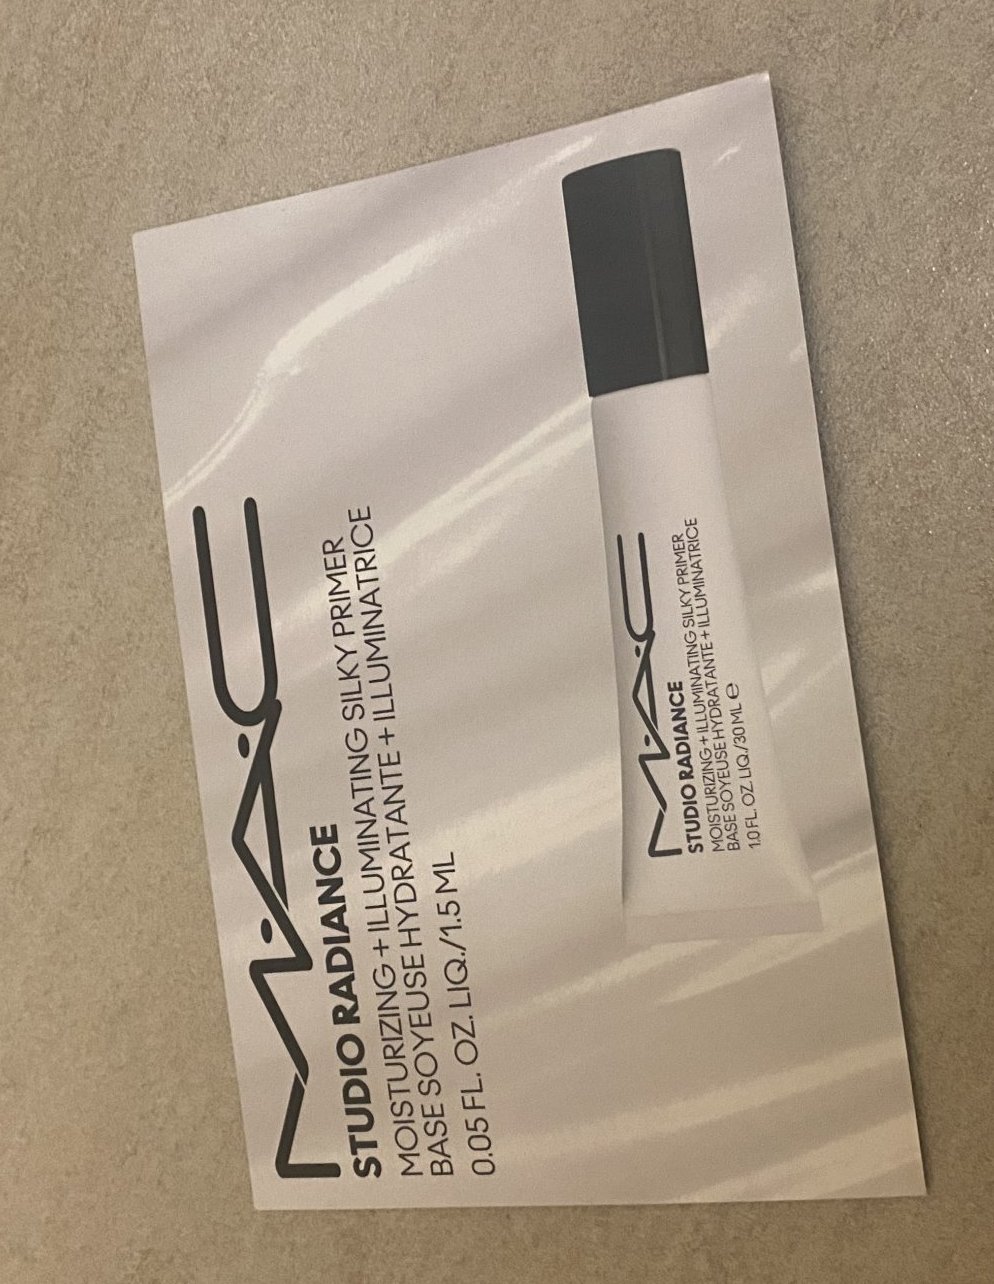 MAC
STUDIO RADIANCE
MOISTURIZING + ILLUMINATING SILKY PRIMER
BASE SOYEUSE HYDRATANTE + ILLUMINATRICE
0.05 FL. OZ. LIQ./1.5 ML
MAC
STUDIO RADIANCE
MOISTURIZING + ILLUMINATING SILKY PRIMER
BASE SOYEUSE HYDRATANTE + ILLUMINATRICE
1.0 FL. OZ. LIQ./30 ML ℮